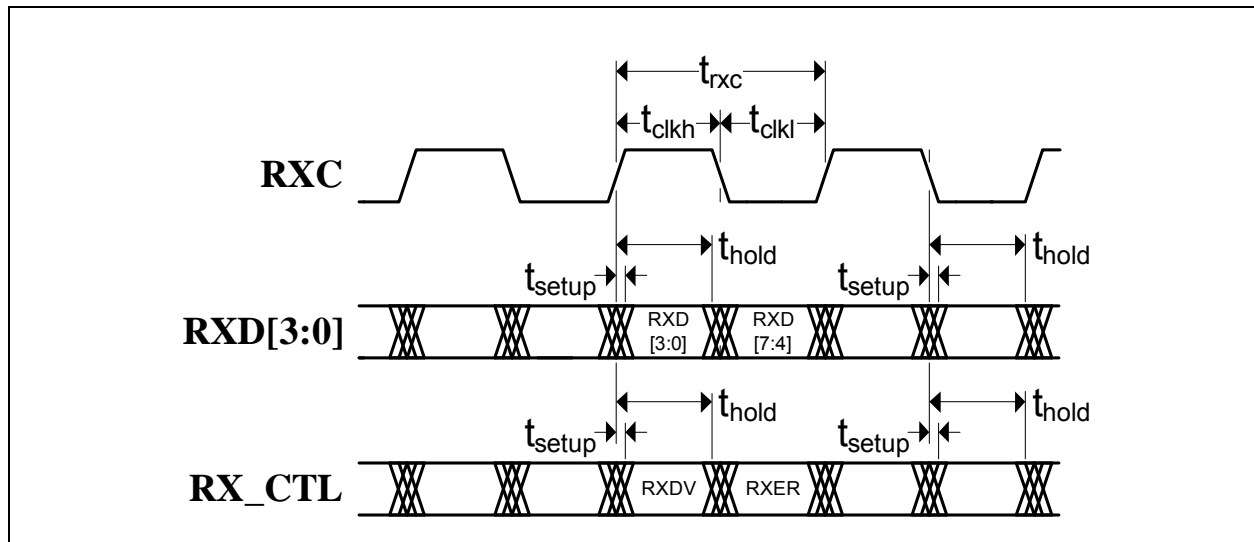 t_rxc
t_clkh t_clkl
RXC
t_hold t_hold
t_setup t_setup
RXD[3:0] RXD [3:0] RXD [7:4]
t_hold t_hold
t_setup t_setup
RX_CTL RXDV RXER